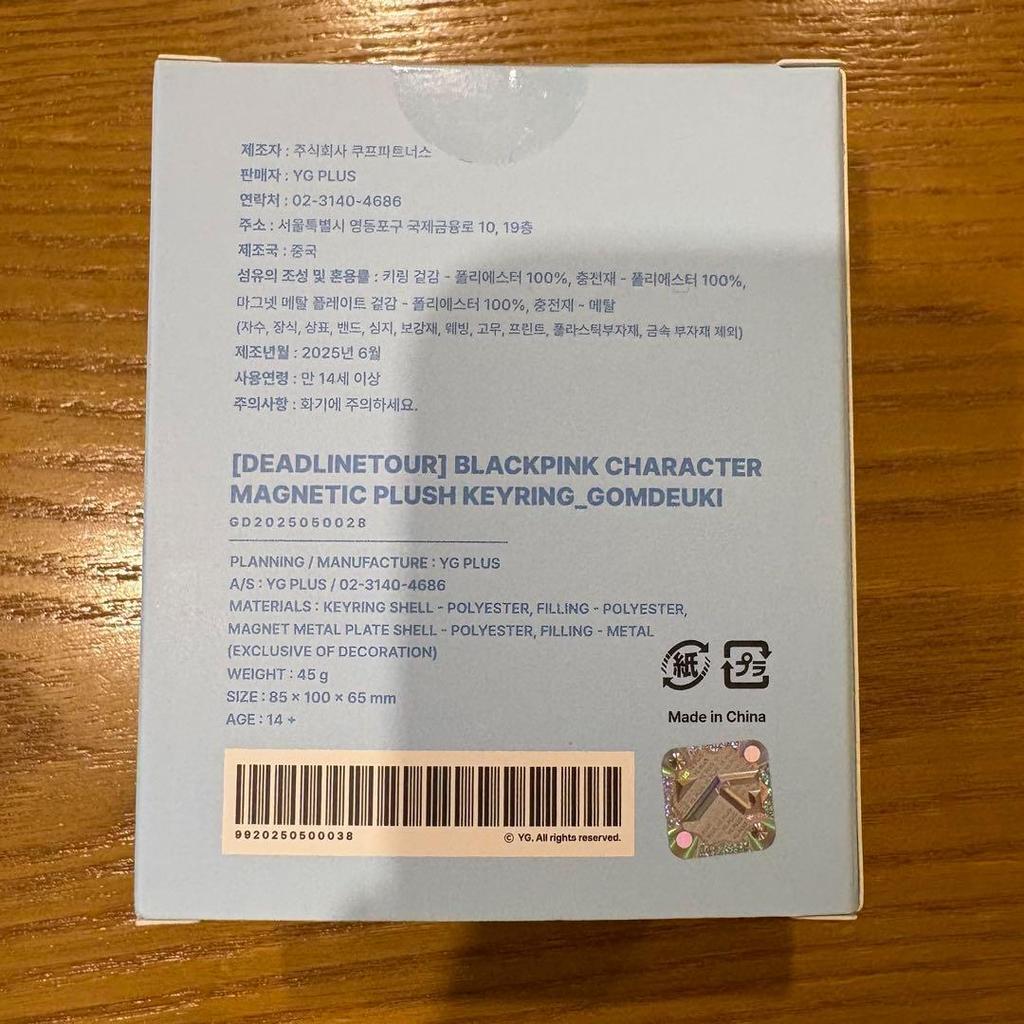 제조자 : 주식회사 쿠프파트너스
판매자 : YG PLUS
연락처 : 02-3140-4686
주소 : 서울특별시 영등포구 국제금융로 10, 19층
제조국 : 중국
섬유의 조성 및 혼용률 : 키링 겉감 - 폴리에스터 100%, 충전재 - 폴리에스터 100%,
마그넷 메탈 플레이트 겉감 - 폴리에스터 100%, 충전재 - 메탈
(자수, 장식, 상표, 밴드, 심지, 보강재, 웨빙, 고무, 프린트, 플라스틱부자재, 금속 부자재 제외)
제조년월 : 2025년 6월
사용연령 : 만 14세 이상
주의사항 : 화기에 주의하세요.
[DEADLINETOUR] BLACKPINK CHARACTER
MAGNETIC PLUSH KEYRING_GOMDEUKI
GD2025050028
PLANNING / MANUFACTURE : YG PLUS
A/S : YG PLUS / 02-3140-4686
MATERIALS : KEYRING SHELL - POLYESTER, FILLING - POLYESTER,
MAGNET METAL PLATE SHELL - POLYESTER, FILLING - METAL
(EXCLUSIVE OF DECORATION)
WEIGHT : 45 g
SIZE : 85 × 100 × 65 mm
AGE : 14 +
紙 プラ
Made in China
9920250500038
© YG. All rights reserved.